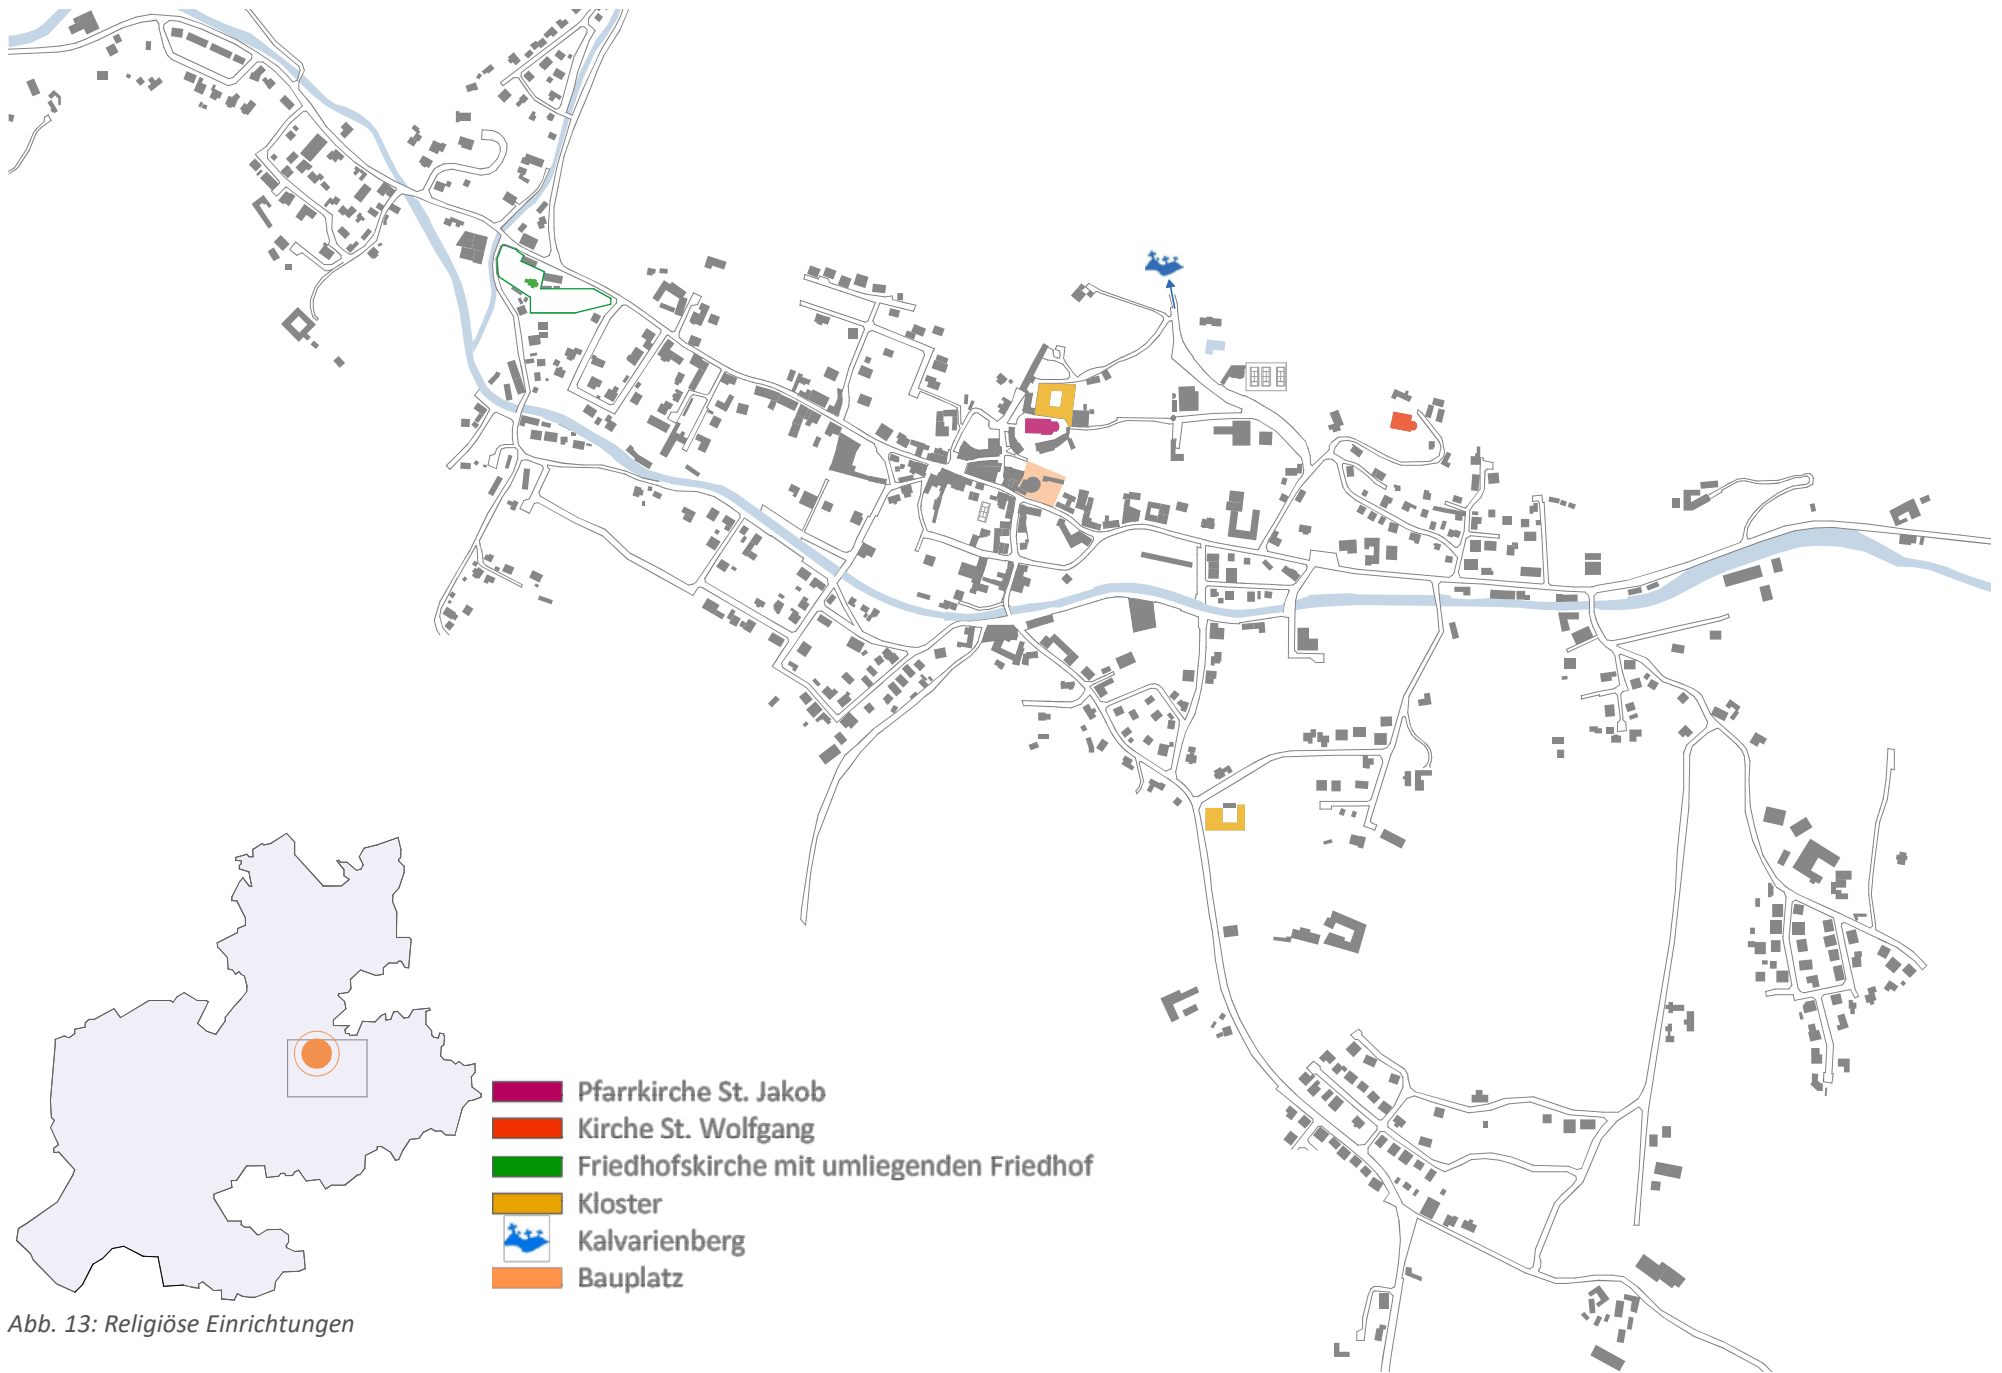 Pfarrkirche St. Jakob
Kirche St. Wolfgang
Friedhofskirche mit umliegenden Friedhof
Kloster
Kalvarienberg
Bauplatz
Abb. 13: Religiöse Einrichtungen